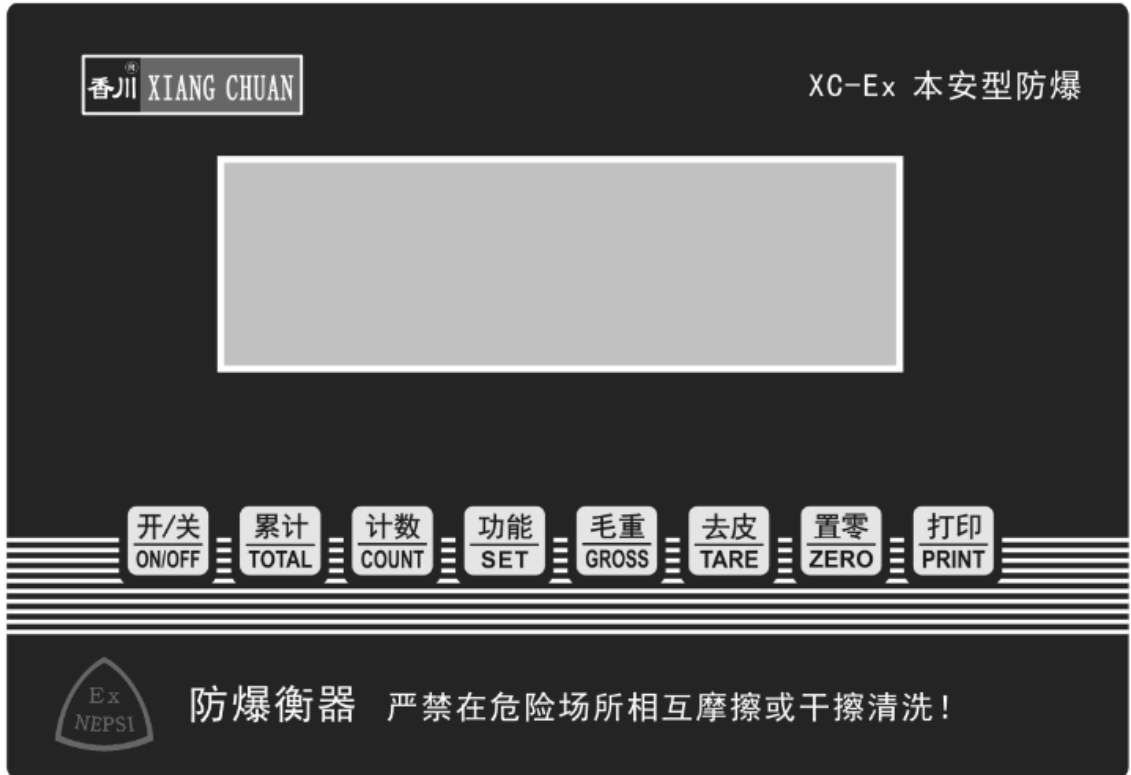 香川® XIANG CHUAN
XC-Ex 本安型防爆
开/关 累计 计数 功能 毛重 去皮 置零 打印
ON/OFF TOTAL COUNT SET GROSS TARE ZERO PRINT
Ex
NEPSI
防爆衡器 严禁在危险场所相互摩擦或干擦清洗!